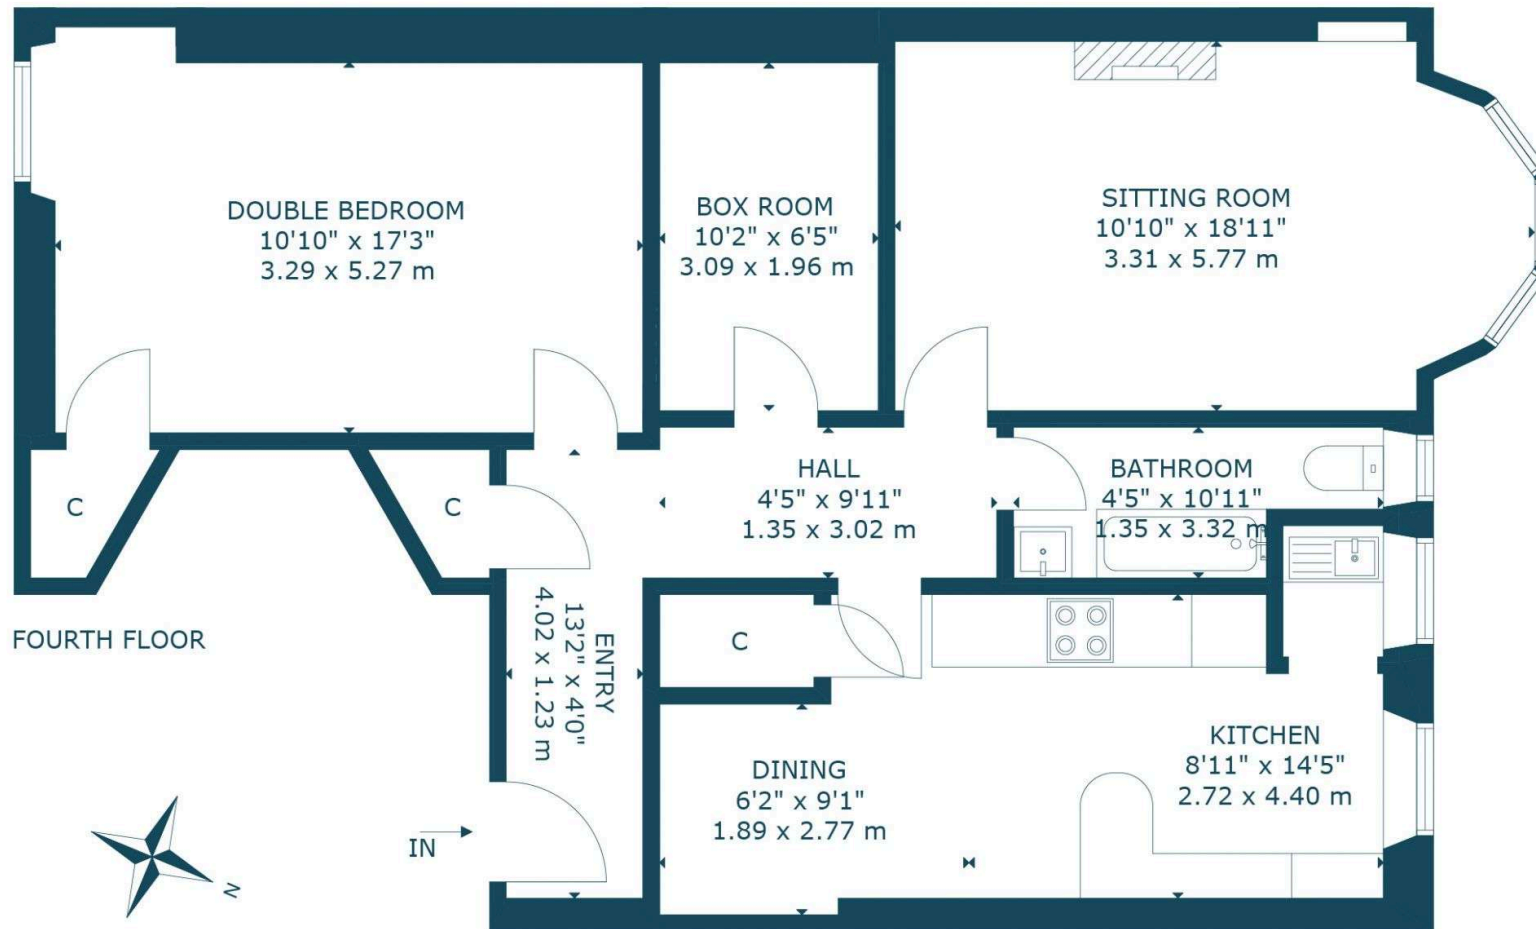 DOUBLE BEDROOM
10'10" x 17'3"
3.29 x 5.27 m
BOX ROOM
10'2" x 6'5"
3.09 x 1.96 m
SITTING ROOM
10'10" x 18'11"
3.31 x 5.77 m
C
C
HALL
4'5" x 9'11"
1.35 x 3.02 m
BATHROOM
4'5" x 10'11"
1.35 x 3.32 m
FOURTH FLOOR
ENTRY
13'2" x 4'0"
4.02 x 1.23 m
C
DINING
6'2" x 9'1"
1.89 x 2.77 m
KITCHEN
8'11" x 14'5"
2.72 x 4.40 m
IN
N